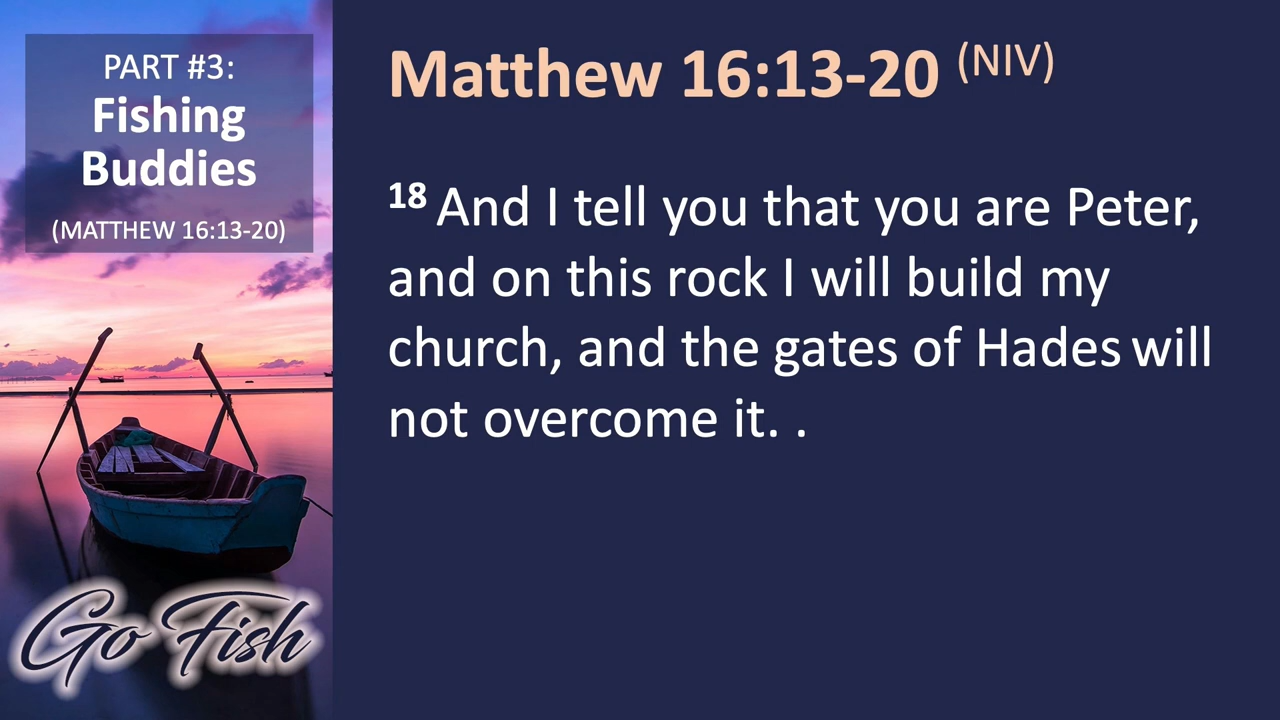 PART #3:
Fishing
Buddies
(MATTHEW 16:13-20)
Go Fish
Matthew 16:13-20 (NIV)
18 And I tell you that you are Peter,
and on this rock I will build my
church, and the gates of Hades will
not overcome it. .